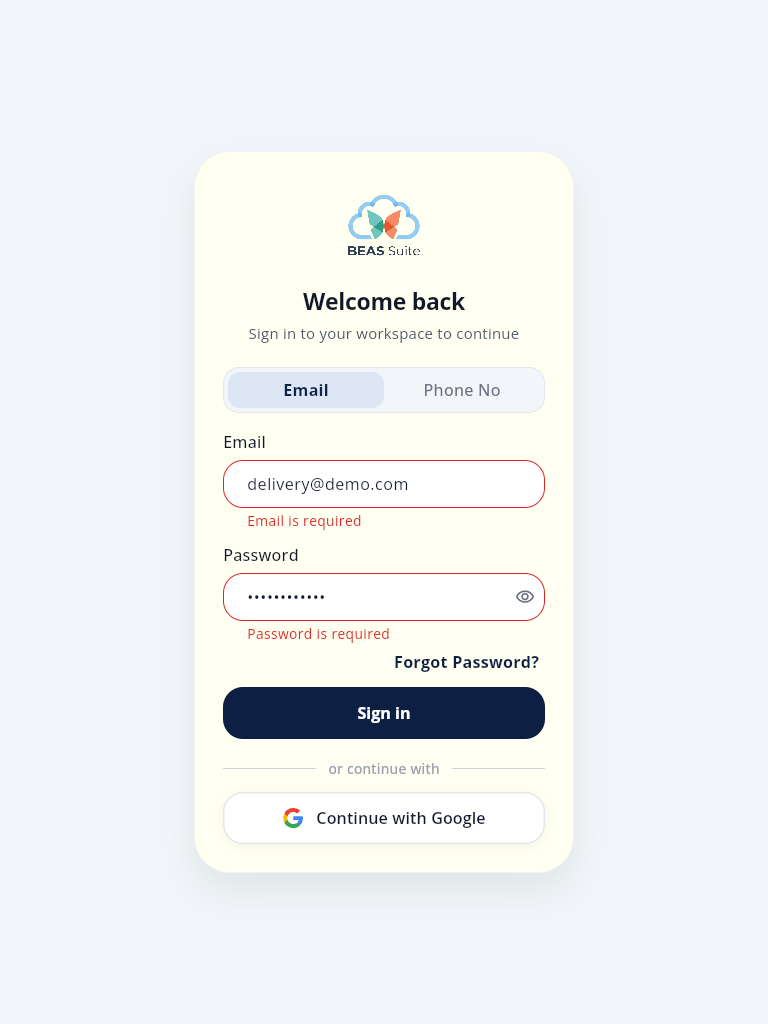 BEAS Suite
Welcome back
Sign in to your workspace to continue
Email
Phone No
Email
delivery@demo.com
Email is required
Password
••••••••••••
Password is required
Forgot Password?
Sign in
or continue with
Continue with Google